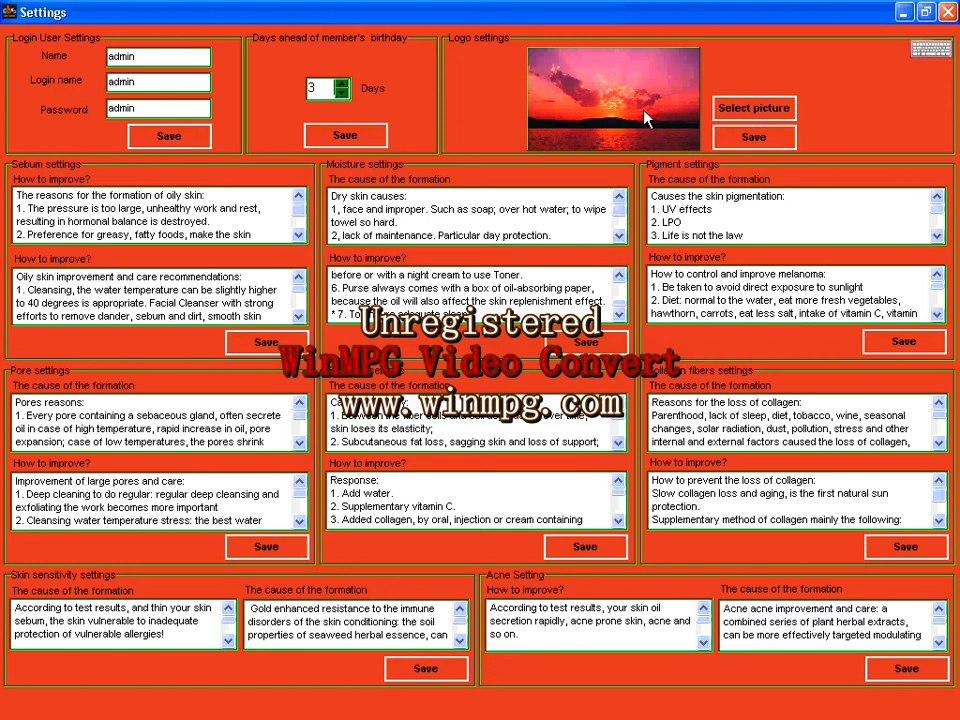 Settings
Login User Settings
Name
admin
Login name
admin
Password
admin
Save
Days ahead of member's birthday
3
Days
Save
Logo settings
Select picture
Save
Sebum settings
How to improve?
The reasons for the formation of oily skin:
1. The pressure is too large, unhealthy work and rest,
resulting in hormonal balance is destroyed.
2. Preference for greasy, fatty foods, make the skin
How to improve?
Oily skin improvement and care recommendations:
1. Cleansing, the water temperature can be slightly higher
to 40 degrees is appropriate. Facial Cleanser with strong
efforts to remove dander, sebum and dirt, smooth skin
Save
Moisture settings
The cause of the formation
Dry skin causes:
1, face and improper. Such as soap; over hot water; to wipe
towel so hard.
2, lack of maintenance. Particular day protection.
How to improve?
before or with a night cream to use Toner.
6. Purse always comes with a box of oil-absorbing paper,
because the oil will also affect the skin replenishment effect.
Save
Pigment settings
The cause of the formation
Causes the skin pigmentation:
1. UV effects
2. LPO
3. Life is not the law
How to improve?
How to control and improve melanoma:
1. Be taken to avoid direct exposure to sunlight
2. Diet: normal to the water, eat more fresh vegetables,
hawthorn, carrots, eat less salt, intake of vitamin C, vitamin
Save
Unregistered
WinMPG Video Convert
www.winmpg.com
Pore settings
The cause of the formation
Pores reasons:
1. Every pore containing a sebaceous gland, often secrete
oil in case of high temperature, rapid increase in oil, pore
expansion; case of low temperatures, the pores shrink
How to improve?
Improvement of large pores and care:
1. Deep cleaning to do regular: regular deep cleansing and
exfoliating the work becomes more important
2. Cleansing water temperature stress: the best water
Save
The cause of the formation
skin loses its elasticity;
2. Subcutaneous fat loss, sagging skin and loss of support;
How to improve?
Response:
1. Add water.
2. Supplementary vitamin C.
3. Added collagen, by oral, injection or cream containing
Save
fibers settings
The cause of the formation
Reasons for the loss of collagen:
Parenthood, lack of sleep, diet, tobacco, wine, seasonal
changes, solar radiation, dust, pollution, stress and other
internal and external factors caused the loss of collagen,
How to improve?
How to prevent the loss of collagen:
Slow collagen loss and aging, is the first natural sun
protection.
Supplementary method of collagen mainly the following:
Save
Skin sensitivity settings
The cause of the formation
According to test results, and thin your skin
sebum, the skin vulnerable to inadequate
protection of vulnerable allergies!
The cause of the formation
Gold enhanced resistance to the immune
disorders of the skin conditioning: the soil
properties of seaweed herbal essence, can
Save
Acne Setting
How to improve?
According to test results, your skin oil
secretion rapidly, acne prone skin, acne and
so on.
The cause of the formation
Acne acne improvement and care: a
combined series of plant herbal extracts,
can be more effectively targeted modulating
Save